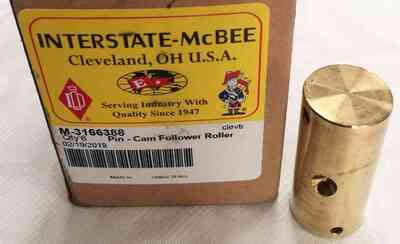 INTERSTATE-McBEE
Cleveland, OH U.S.A.
Serving Industry With
Quality Since 1947
M-3166388
clevb
Qty 6 Pin - Cam Follower Roller
02/19/2019